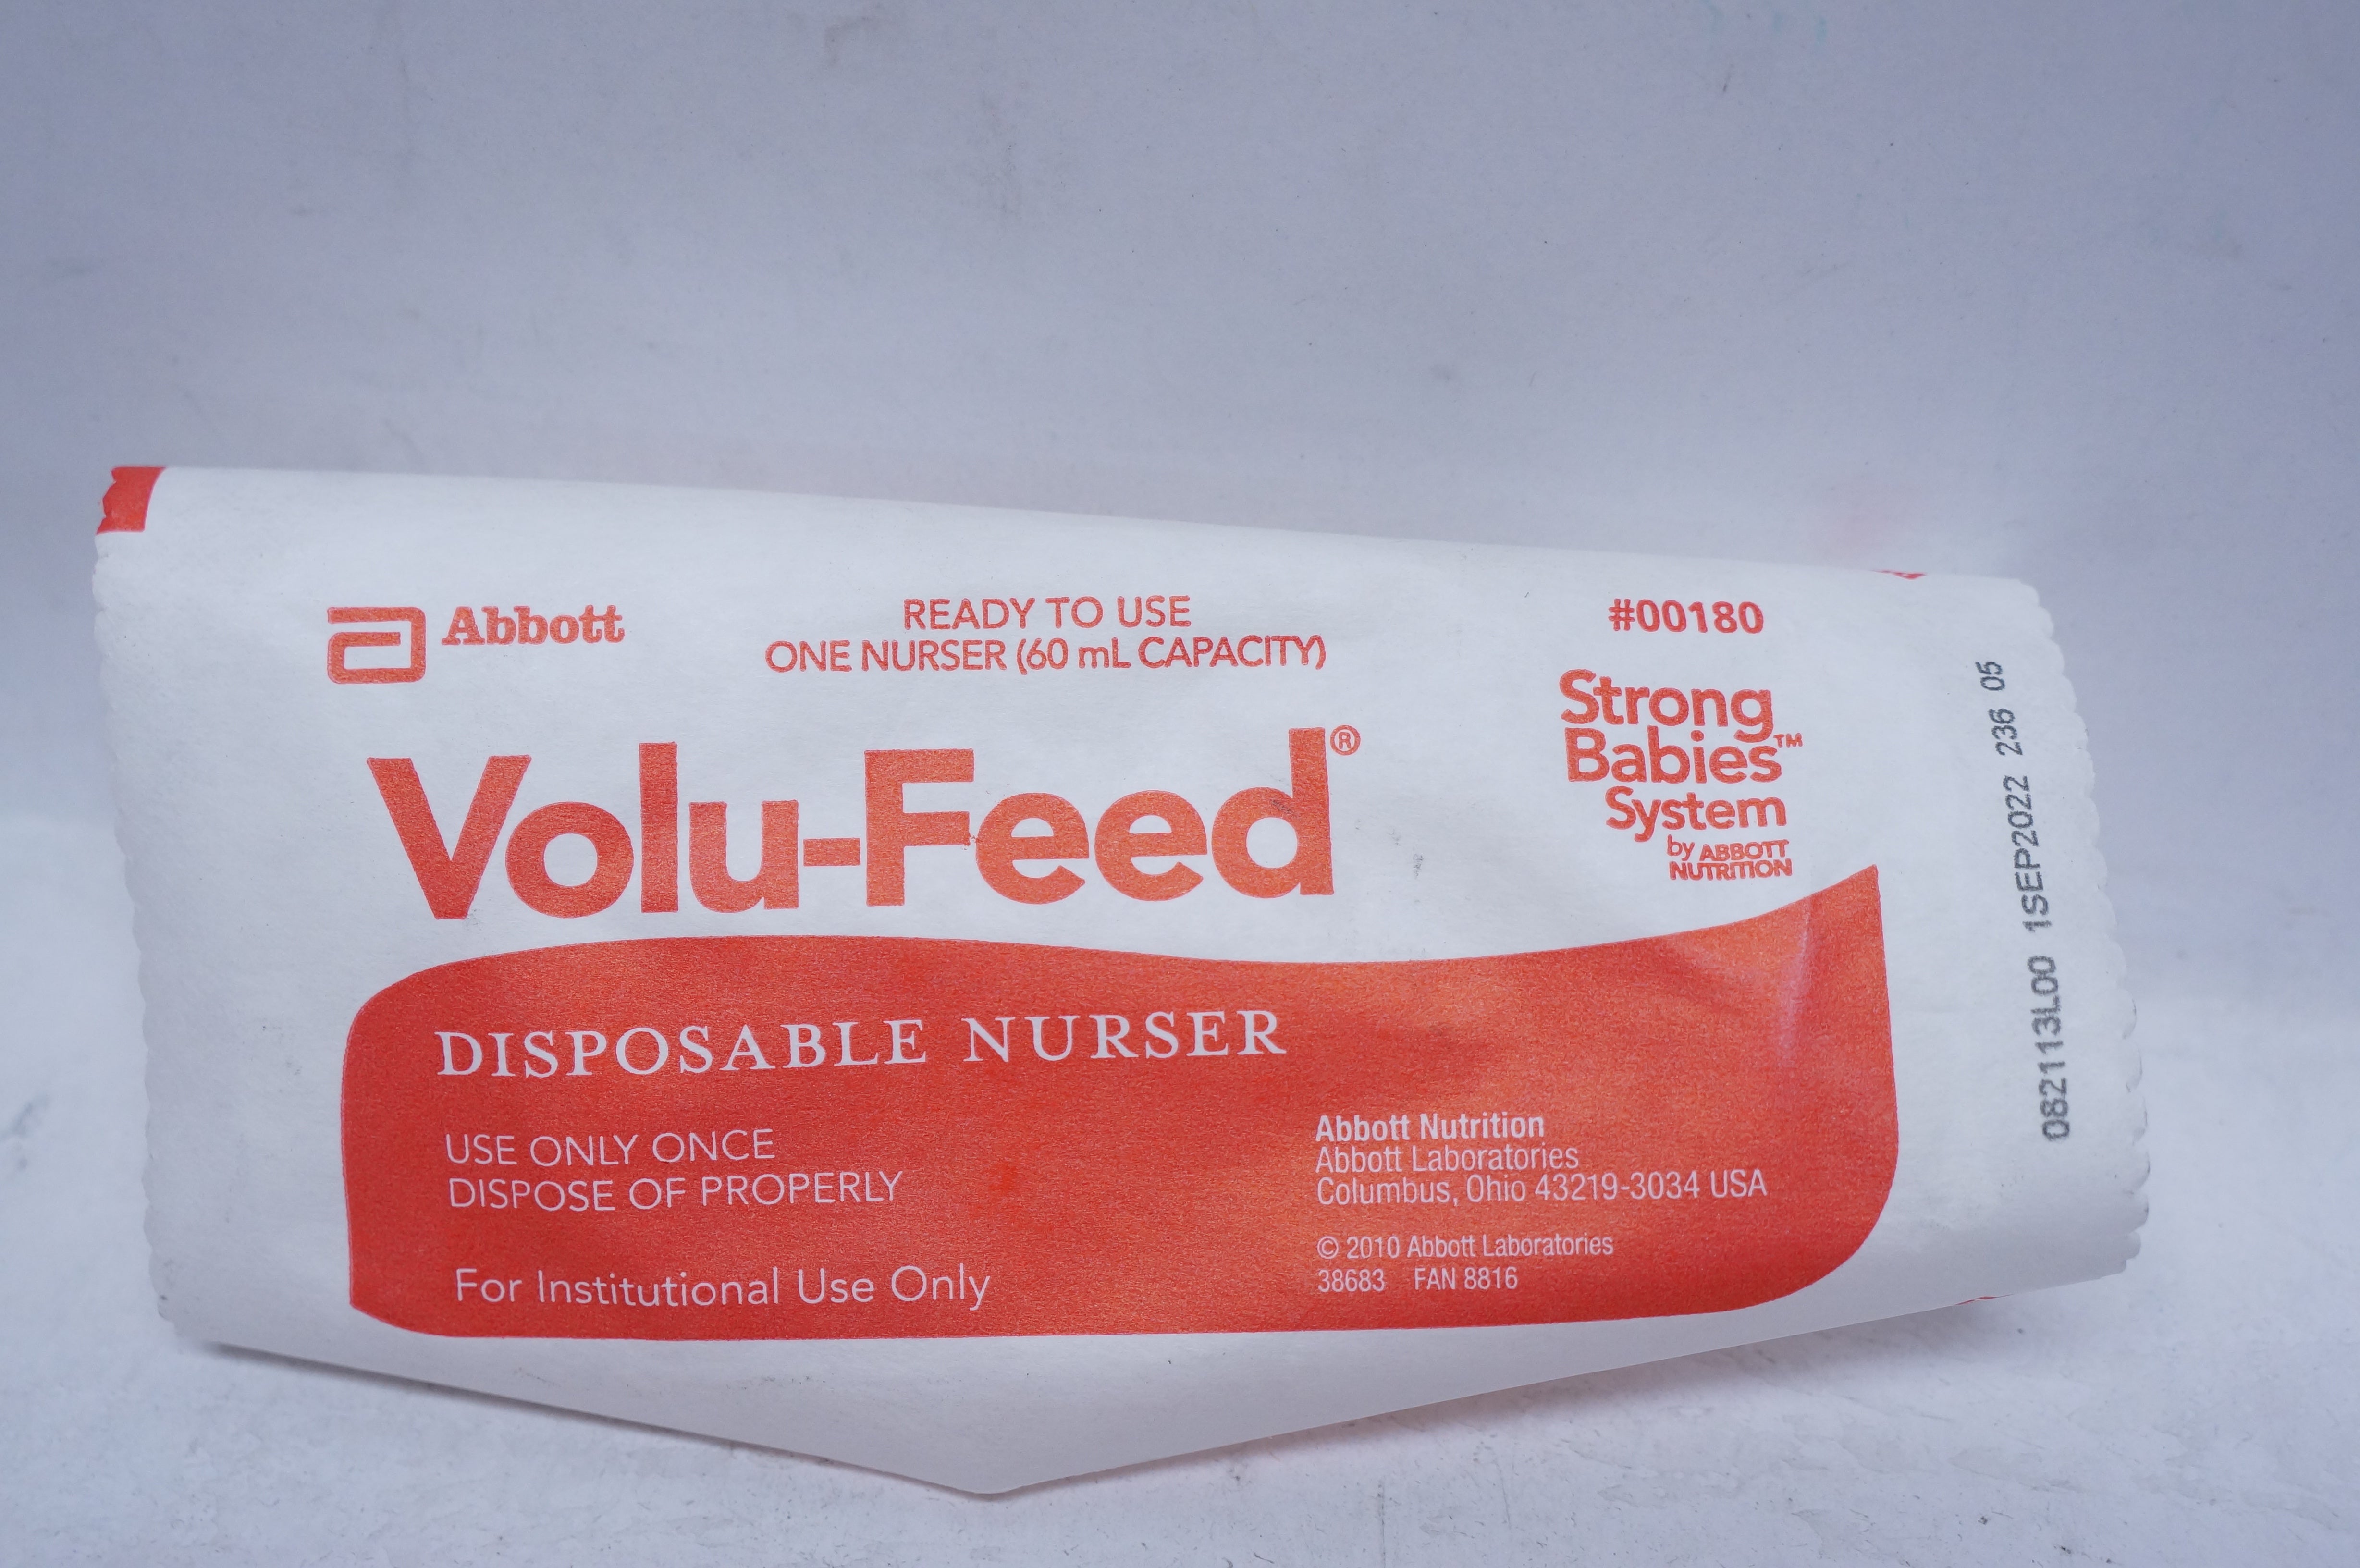 Abbott
READY TO USE
ONE NURSER (60 mL CAPACITY)
#00180
Strong
Babies™
System
by ABBOTT
NUTRITION
Volu-Feed®
DISPOSABLE NURSER
USE ONLY ONCE
DISPOSE OF PROPERLY
For Institutional Use Only
Abbott Nutrition
Abbott Laboratories
Columbus, Ohio 43219-3034 USA
© 2010 Abbott Laboratories
38683 FAN 8816
082113L00 1SEP2022 236 05